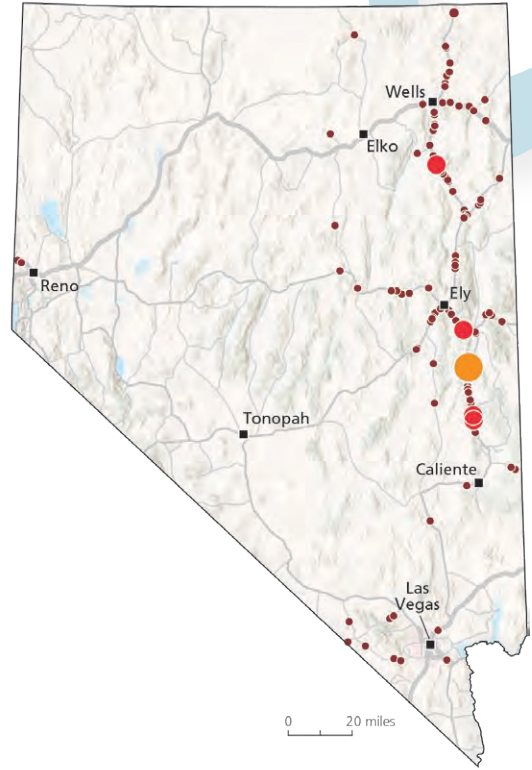 Wells
Elko
Reno
Ely
Tonopah
Caliente
Las
Vegas
0 20 miles